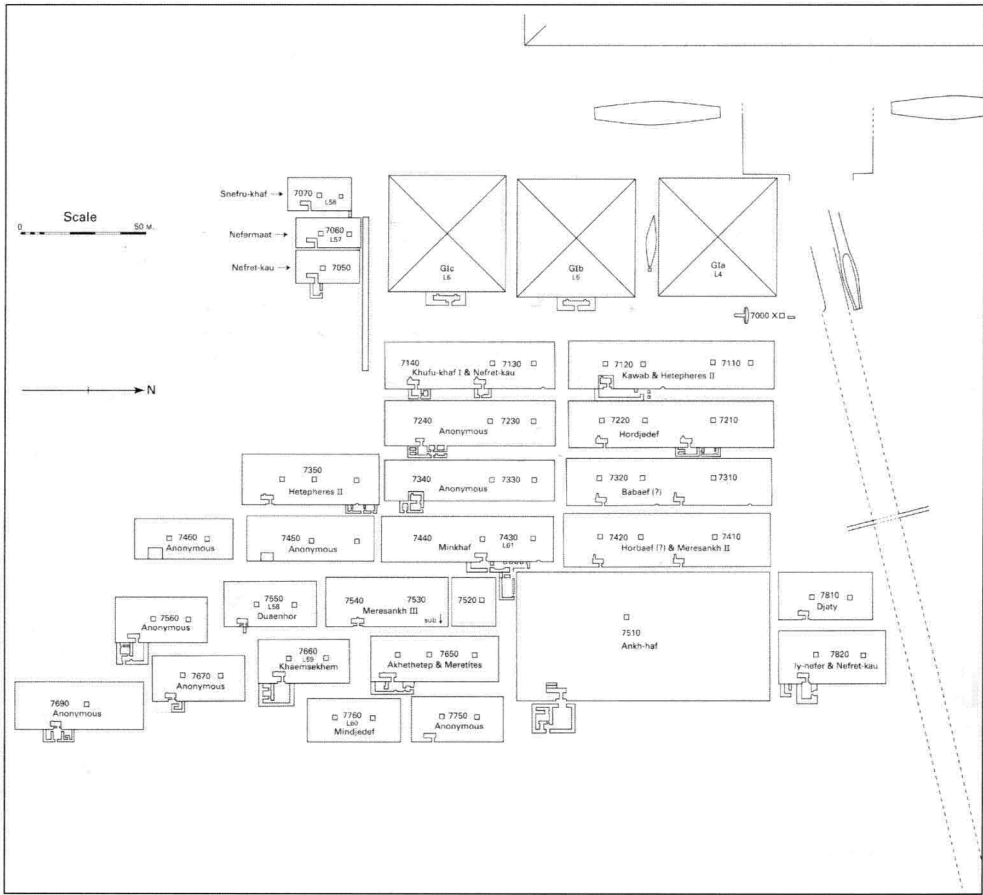 Snefru-khaf →
7070
L56
Scale
0 50 M.
Nefermaat →
7060
L57
Nefret-kau →
7050
GIc
L6
GIb
L5
GIa
L4
7000 X
N
7140 7130
Khufu-khaf I & Nefret-kau
7120 7110
Kawab & Hetepheres II
7240 7230
Anonymous
7220 7210
Hordjedef
7350
Hetepheres II
7340 7330
Anonymous
7320 7310
Babaef (?)
7460
Anonymous
7450
Anonymous
7440 7430
L61
Minkhaf
7420 7410
Horbaef (?) & Meresankh II
7550
L58
Duaenhor
7540 7530
Meresankh III
sub ↓
7520
7810
Djaty
7560
Anonymous
7510
Ankh-haf
7660
L59
Khaemsekhem
7650
Akhethetep & Meretites
7820
Iy-nefer & Nefret-kau
7670
Anonymous
7690
Anonymous
7760
L60
Mindjedef
7750
Anonymous